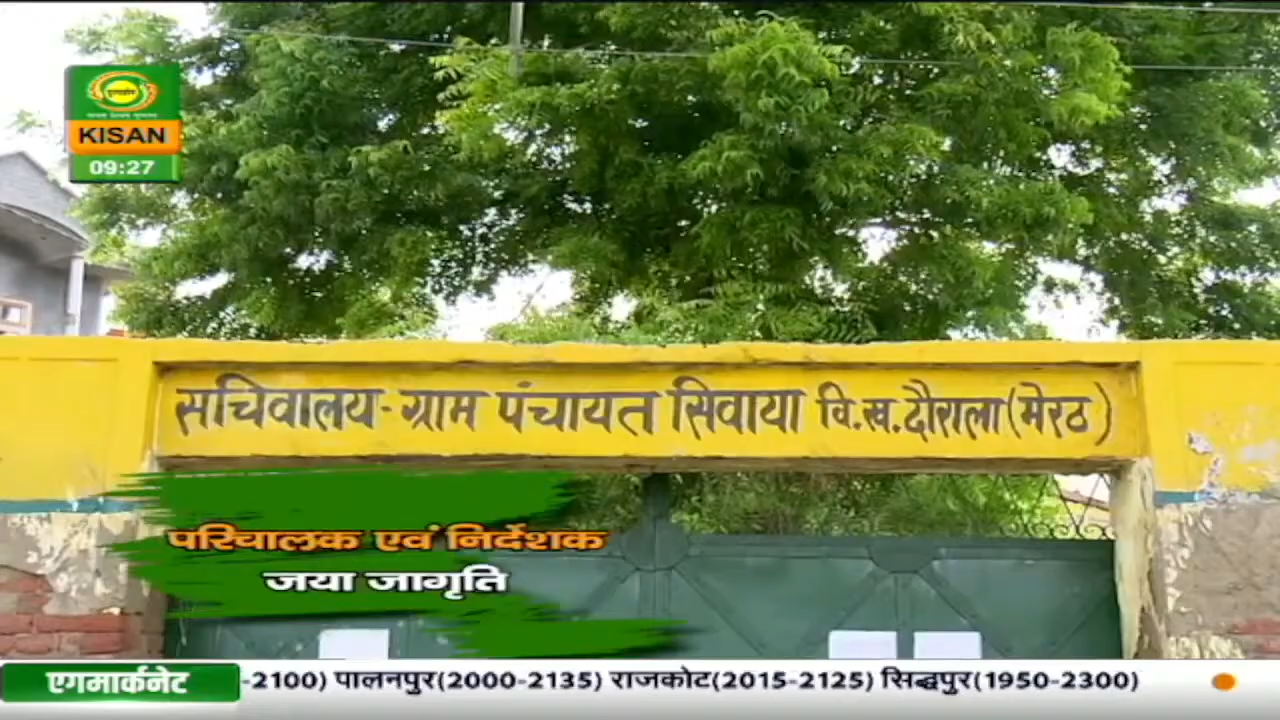 KISAN
09:27
सचिवालय-ग्राम पंचायत सिवाया वि.ख.दौराला(मेरठ)
परिचालक एवं निर्देशक
जया जागृति
एगमार्कनेट -2100) पालनपुर(2000-2135) राजकोट(2015-2125) सिद्धपुर(1950-2300)